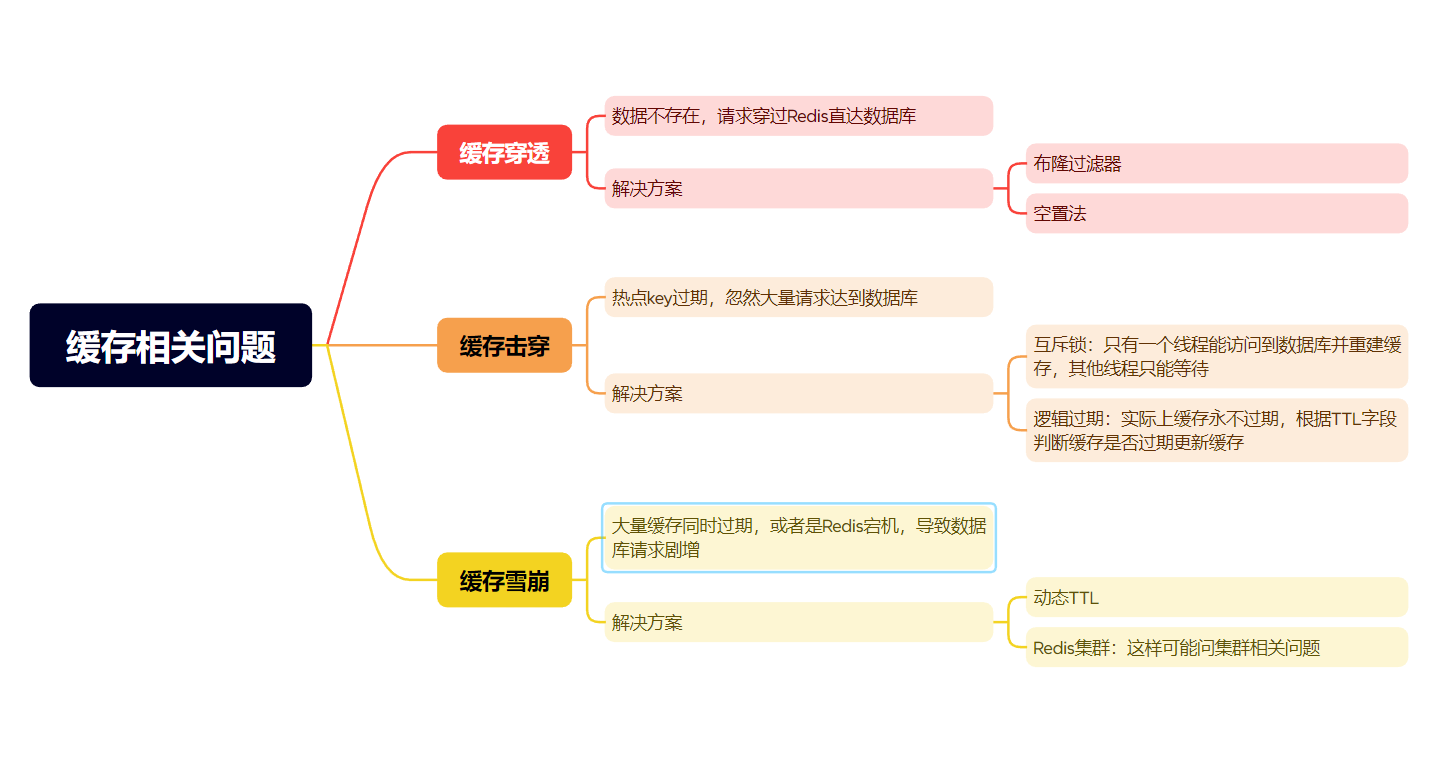 缓存相关问题
缓存穿透
数据不存在，请求穿过Redis直达数据库
解决方案
布隆过滤器
空置法
缓存击穿
热点key过期，忽然大量请求达到数据库
解决方案
互斥锁：只有一个线程能访问到数据库并重建缓
存，其他线程只能等待
逻辑过期：实际上缓存永不过期，根据TTL字段
判断缓存是否过期更新缓存
缓存雪崩
大量缓存同时过期，或者是Redis宕机，导致数据
库请求剧增
解决方案
动态TTL
Redis集群：这样可能问集群相关问题